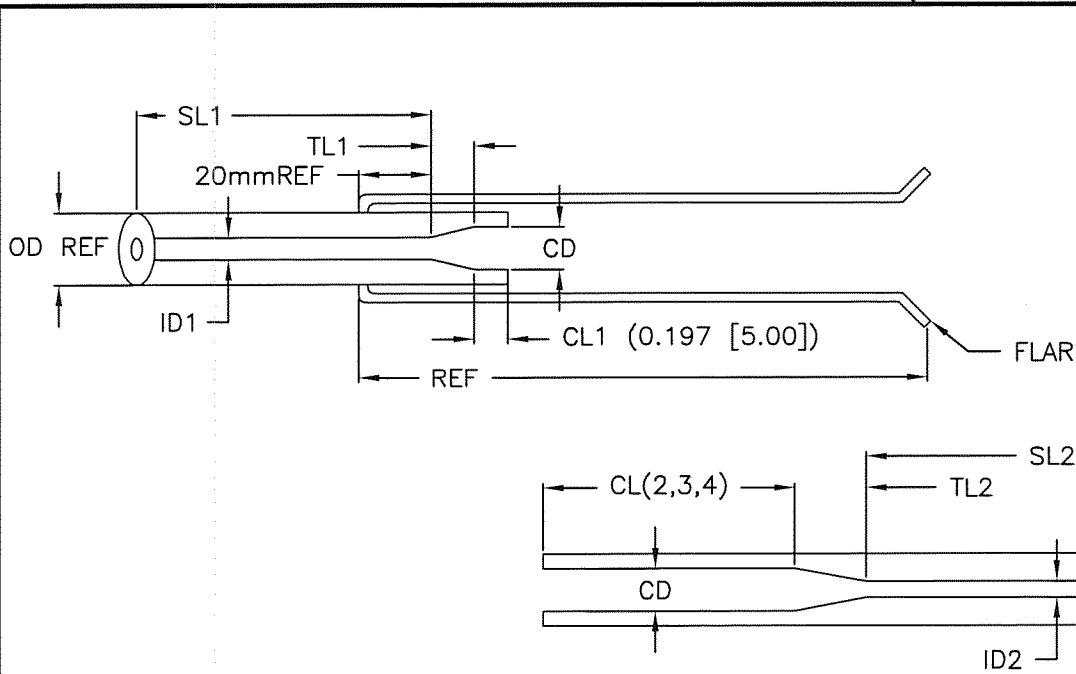 SL1
TL1
20mmREF
OD REF
CD
ID1
CL1 (0.197 [5.00])
REF
FLAR
SL2
CL(2,3,4)
TL2
CD
ID2